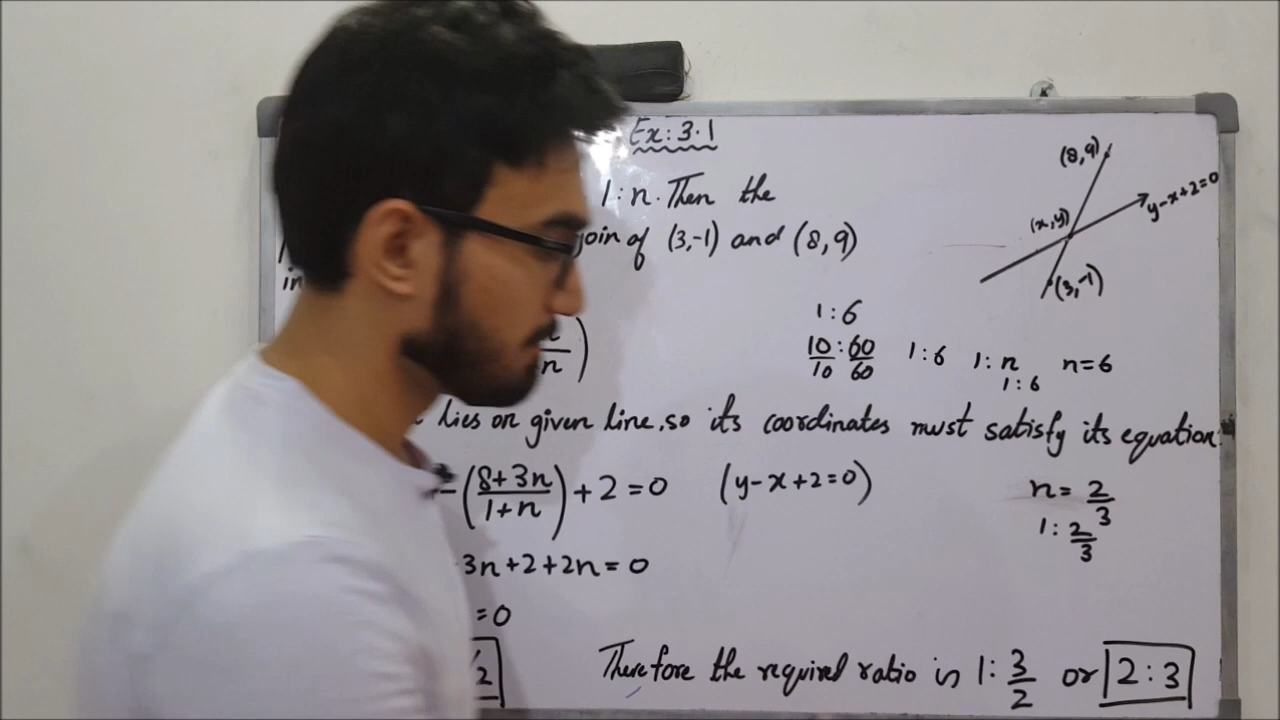 Ex: 3.1
1:n. Then the
join of (3,-1) and (8,9)
in
n)
(8,9)
(x,y)
y-x+2=0
(3,-1)
1:6
10:60
10 60
1:6
1:n
1:6
n=6
lies on given line, so its coordinates must satisfy its equation.
-(8+3n/1+n)+2=0 (y-x+2=0)
n=2/3
1:2/3
3n+2+2n=0
=0
2
Therefore the required ratio is 1:3/2 or 2:3